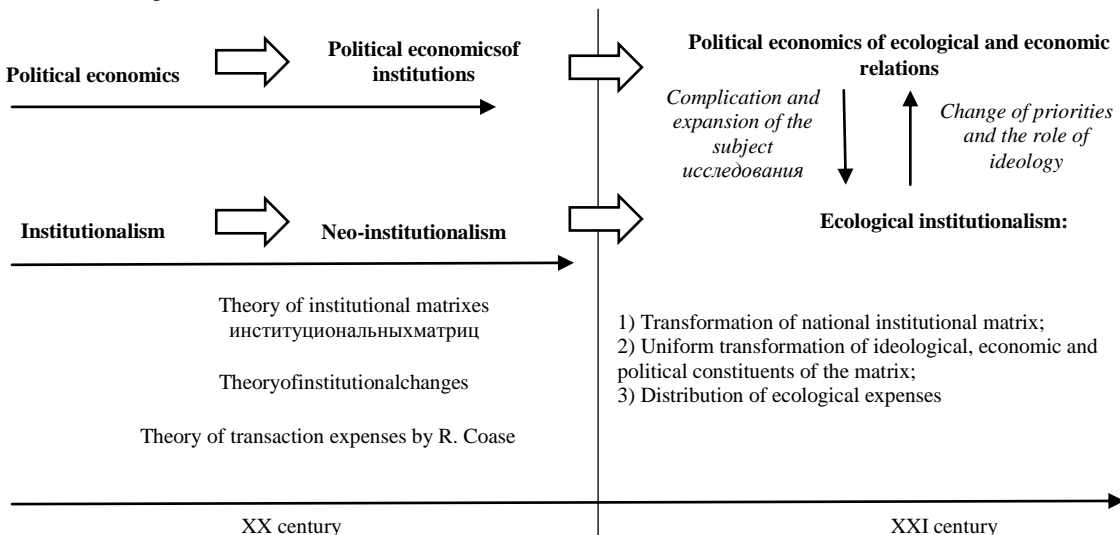 Political economics
Political economicsof
institutions
Political economics of ecological and economic
relations
Complication and
expansion of the
subject
исследования
Change of priorities
and the role of
ideology
Institutionalism
Neo-institutionalism
Ecological institutionalism:
Theory of institutional matrixes
институциональныхматриц
Theoryofinstitutionalchanges
Theory of transaction expenses by R. Coase
1) Transformation of national institutional matrix;
2) Uniform transformation of ideological, economic and
political constituents of the matrix;
3) Distribution of ecological expenses
XX century
XXI century